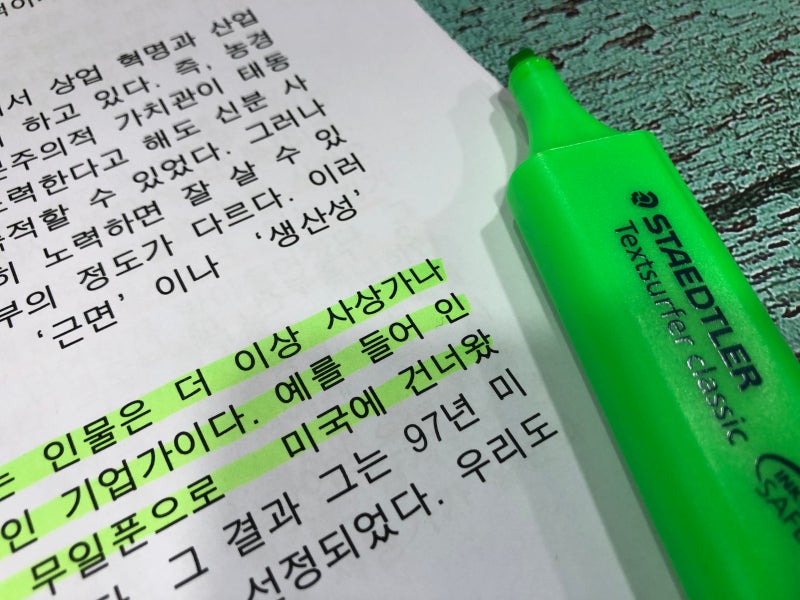 서 상업 혁명과 산업
하고 있다. 즉, 농경
주의적 가치관이 태동
력한다고 해도 신분 사
적할 수 있었다. 그러나
히 노력하면 잘 살 수 있
부의 정도가 다르다. 이러
‘근면’ 이나 ‘생산성’
는 인물은 더 이상 사상가나
인 기업가이다. 예를 들어 인
무일푼으로 미국에 건너왔
그 결과 그는 97년 미
선정되었다. 우리도
STAEDTLER
Textsurfer classic
INK
SAFE